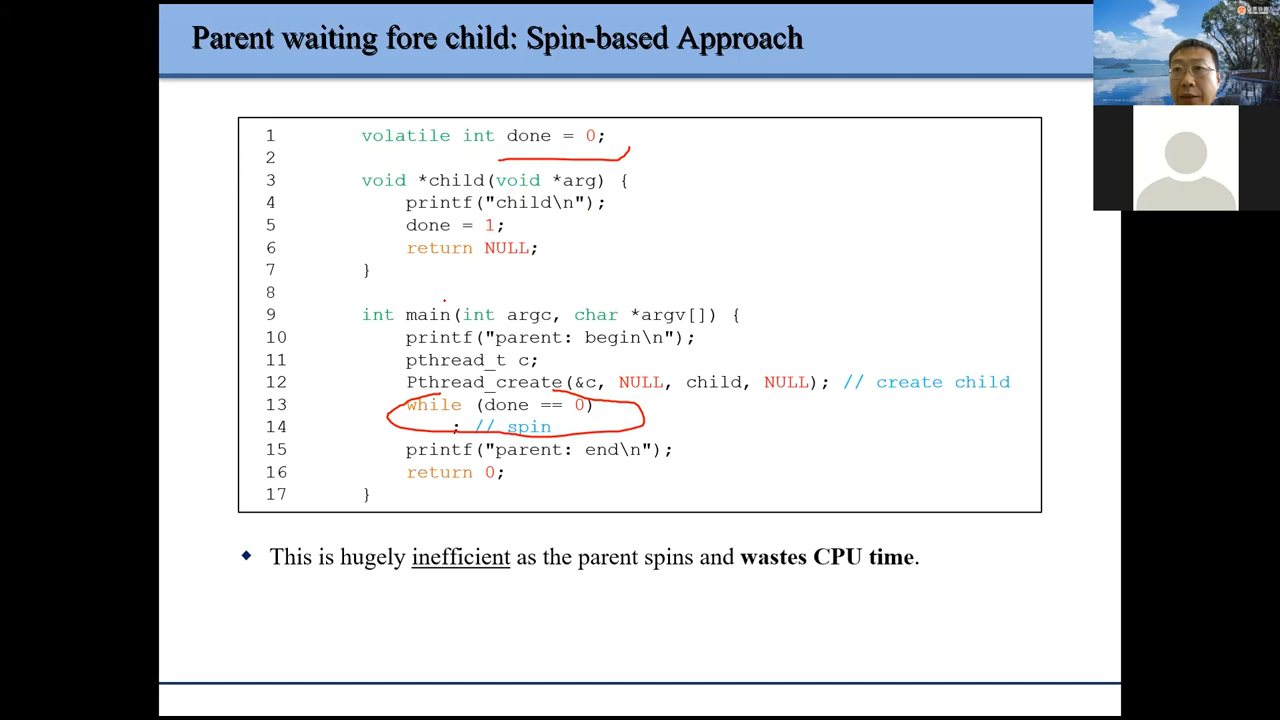 Parent waiting fore child: Spin-based Approach
1 volatile int done = 0;
2
3 void *child(void *arg) {
4 printf("child\n");
5 done = 1;
6 return NULL;
7 }
8
9 int main(int argc, char *argv[]) {
10 printf("parent: begin\n");
11 pthread_t c;
12 Pthread_create(&c, NULL, child, NULL); // create child
13 while (done == 0)
14 ; // spin
15 printf("parent: end\n");
16 return 0;
17 }
This is hugely inefficient as the parent spins and wastes CPU time.